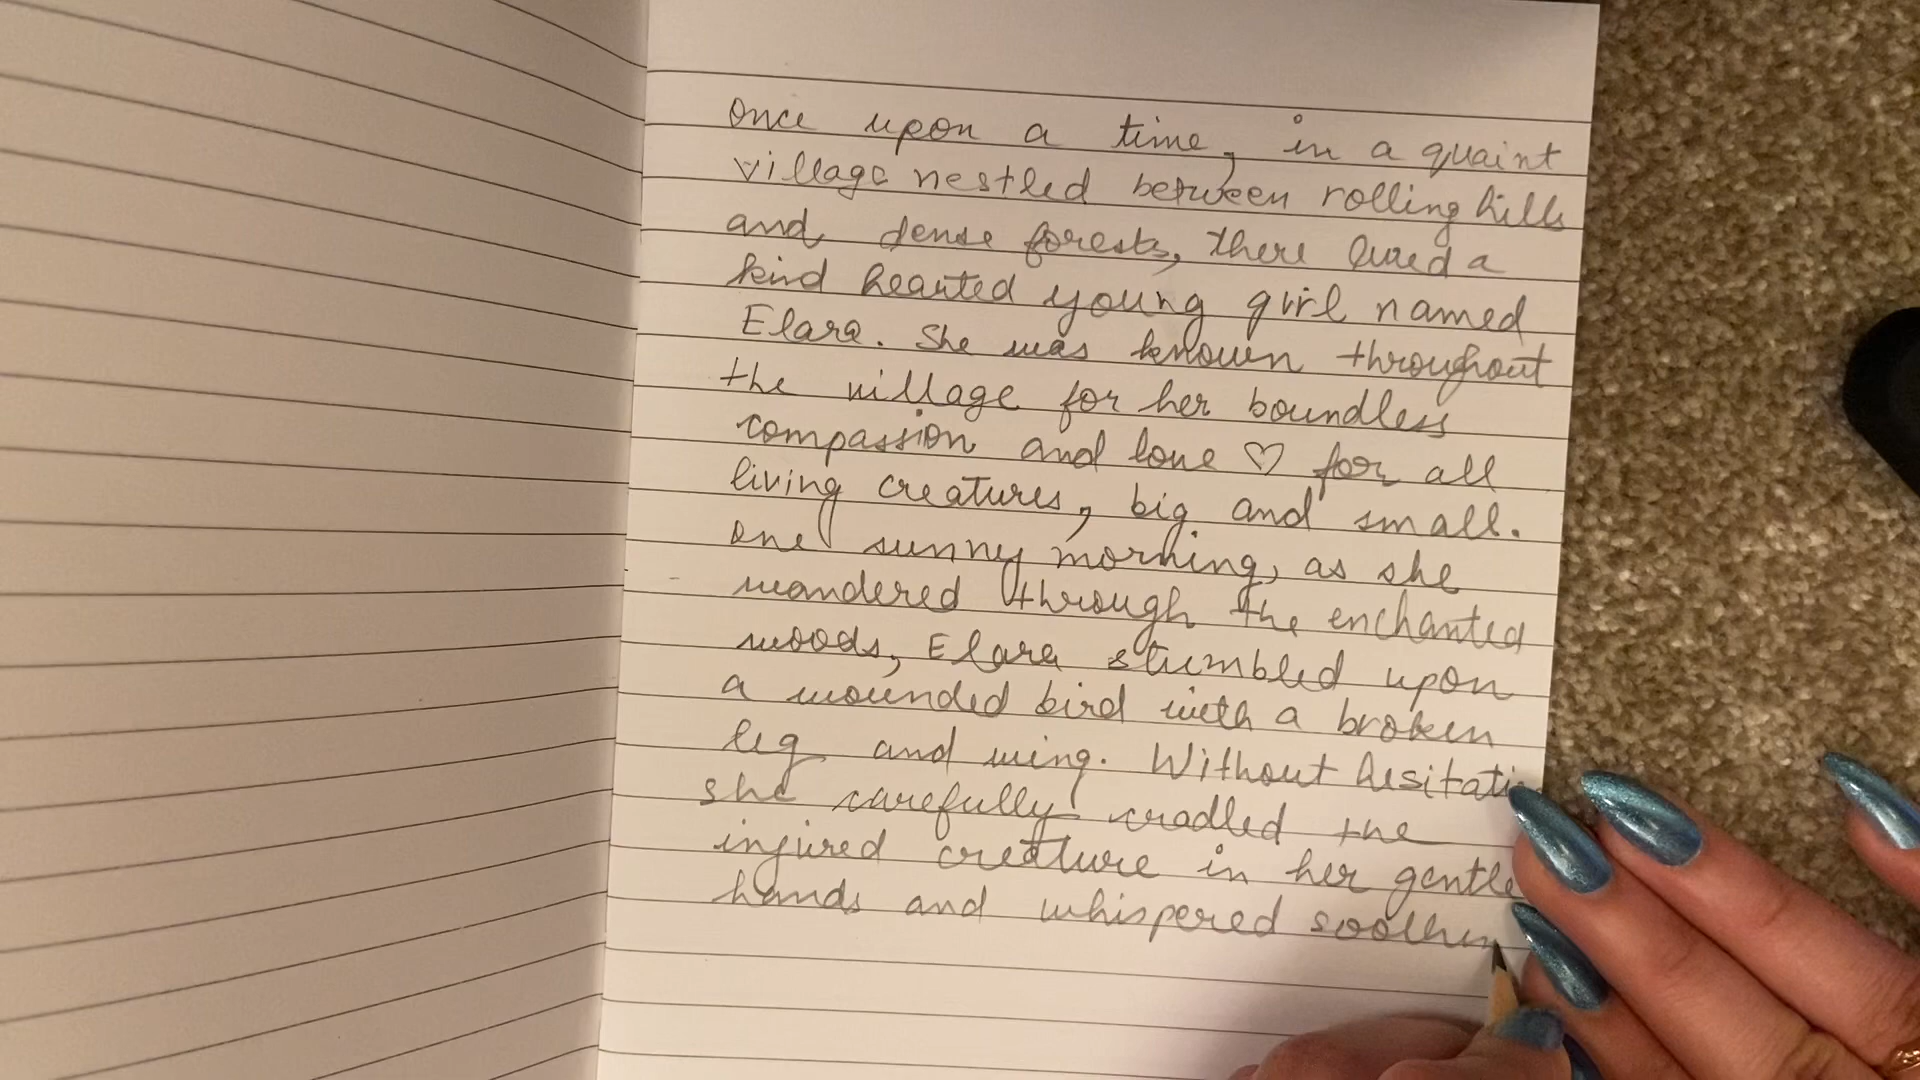 Once upon a time, in a quaint
village nestled between rolling hills
and dense forests, there lived a
kind hearted young girl named
Elara. She was known throughout
the village for her boundless
compassion and love ♡ for all
living creatures, big and small.
One sunny morning, as she
wandered through the enchanted
woods, Elara stumbled upon
a wounded bird with a broken
leg and wing. Without hesitati
she carefully cradled the
injured creature in her gentle
hands and whispered soothin